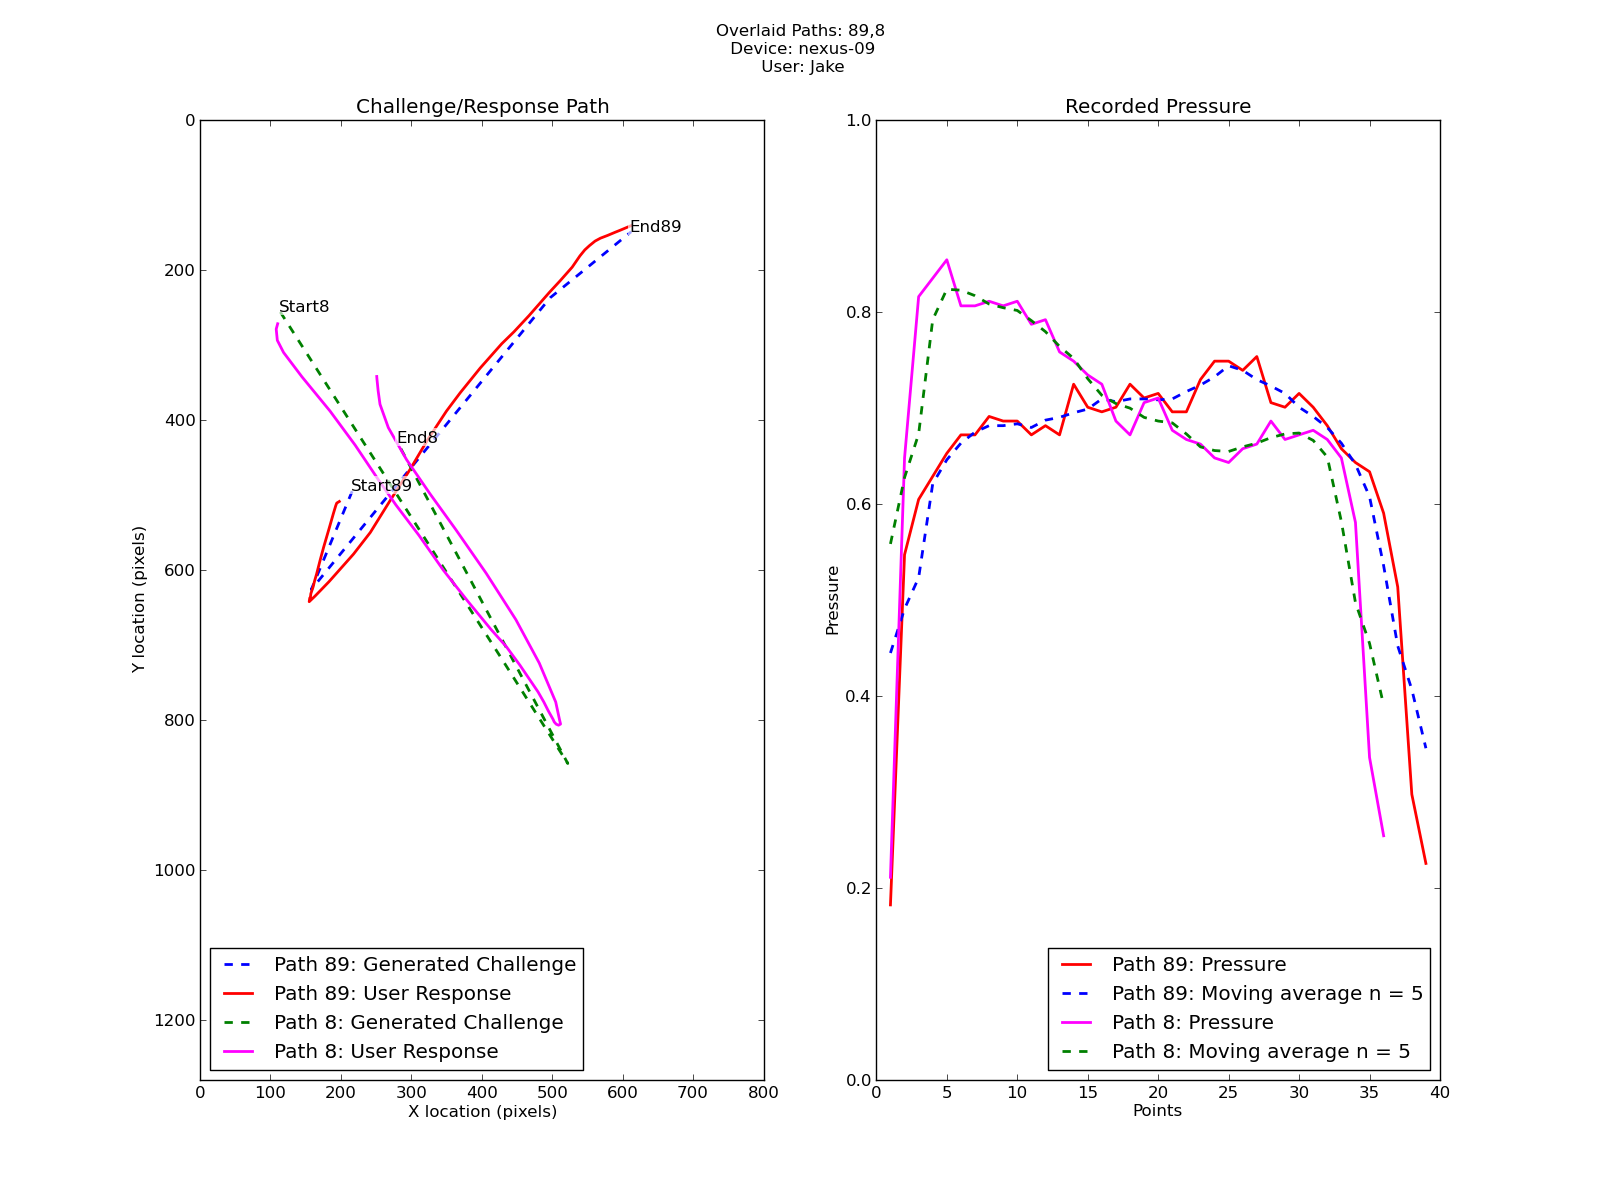 Overlaid Paths: 89,8
Device: nexus-09
User: Jake
Challenge/Response Path
0
200
400
600
800
1000
1200
Y location (pixels)
Start8
End89
End8
Start89
Path 89: Generated Challenge
Path 89: User Response
Path 8: Generated Challenge
Path 8: User Response
0 100 200 300 400 500 600 700 800
X location (pixels)
Recorded Pressure
1.0
0.8
0.6
0.4
0.2
0.0
Pressure
Path 89: Pressure
Path 89: Moving average n = 5
Path 8: Pressure
Path 8: Moving average n = 5
0 5 10 15 20 25 30 35 40
Points